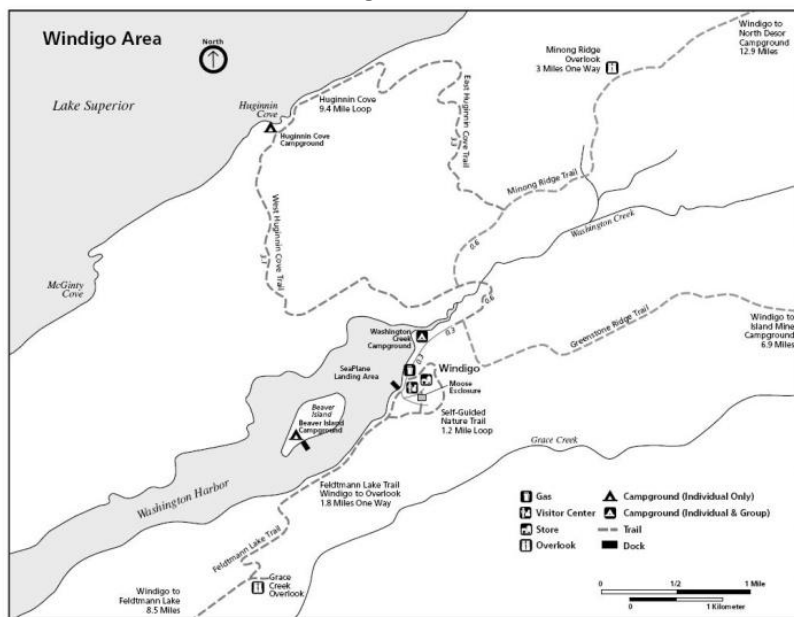 Windigo Area
North
Lake Superior
Huginnin
Cove
Huginnin Cove
Campground
Huginnin Cove
9.4 Mile Loop
East Huginnin Cove Trail
3.3
Minong Ridge
Overlook
3 Miles One Way
Windigo to
North Desor
Campground
12.9 Miles
West Huginnin Cove Trail
3.1
Minong Ridge Trail
0.6
Washington Creek
McGinty
Cove
0.6
Washington
Creek
Campground
0.3
Greenstone Ridge Trail
Windigo to
Island Mine
Campground
6.9 Miles
0.3
SeaPlane
Landing Area
Windigo
Moose
Exclosure
Beaver
Island
Beaver Island
Campground
Self-Guided
Nature Trail
1.2 Mile Loop
Grace Creek
Washington Harbor
Feldtmann Lake Trail
Windigo to Overlook
1.8 Miles One Way
Feldtmann Lake Trail
Grace
Creek
Overlook
Windigo to
Feldtmann Lake
8.5 Miles
Gas
Visitor Center
Store
Overlook
Campground (Individual Only)
Campground (Individual & Group)
Trail
Dock
0 1/2 1 Mile
0 1 Kilometer